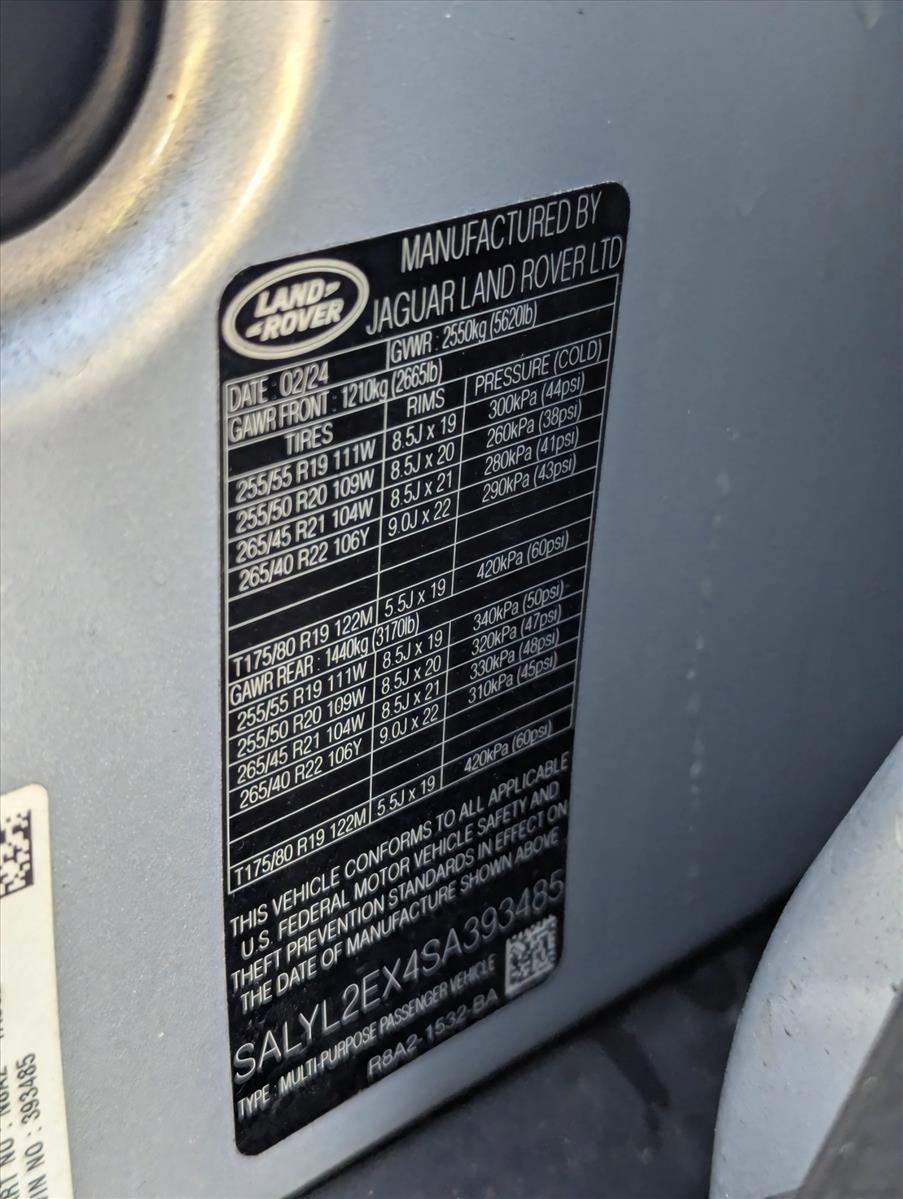 LAND-
-ROVER
MANUFACTURED BY
JAGUAR LAND ROVER LTD
DATE : 02/24 GVWR : 2550kg (5620lb)
GAWR FRONT : 1210kg (2665lb)
TIRES RIMS PRESSURE (COLD)
255/55 R19 111W 8.5J x 19 300kPa (44psi)
255/50 R20 109W 8.5J x 20 260kPa (38psi)
265/45 R21 104W 8.5J x 21 280kPa (41psi)
265/40 R22 106Y 9.0J x 22 290kPa (43psi)
T175/80 R19 122M 5.5J x 19 420kPa (60psi)
GAWR REAR : 1440kg (3170lb)
255/55 R19 111W 8.5J x 19 340kPa (50psi)
255/50 R20 109W 8.5J x 20 320kPa (47psi)
265/45 R21 104W 8.5J x 21 330kPa (48psi)
265/40 R22 106Y 9.0J x 22 310kPa (45psi)
T175/80 R19 122M 5.5J x 19 420kPa (60psi)
THIS VEHICLE CONFORMS TO ALL APPLICABLE
U.S. FEDERAL MOTOR VEHICLE SAFETY AND
THEFT PREVENTION STANDARDS IN EFFECT ON
THE DATE OF MANUFACTURE SHOWN ABOVE
SALYL2EX4SA393485
TYPE : MULTI-PURPOSE PASSENGER VEHICLE
R8A2-1532-BA
NO :
NO : 393485